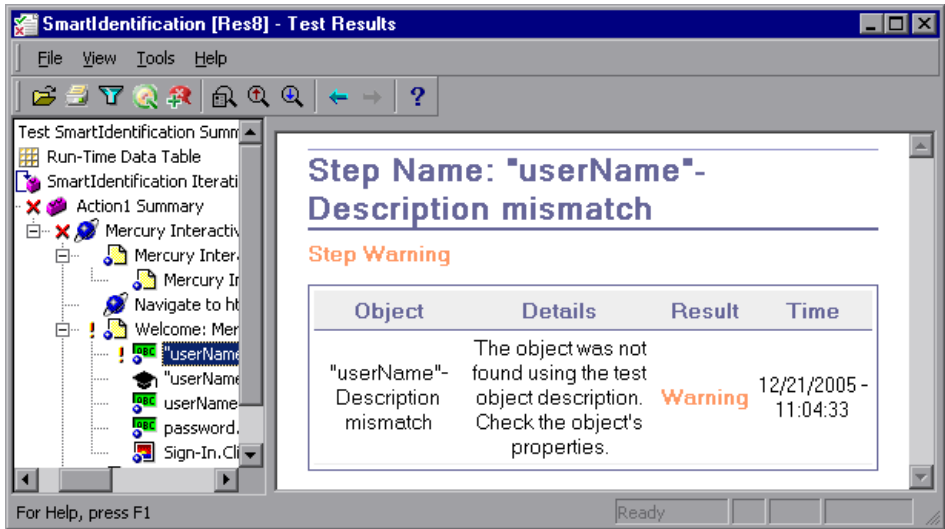 SmartIdentification [Res8] - Test Results
File View Tools Help
Test SmartIdentification Summ
Run-Time Data Table
SmartIdentification Iterati
Action1 Summary
Mercury Interactiv
Mercury Inter
Mercury In
Navigate to ht
Welcome: Mer
"userName
"userName
userName
password.
Sign-In.Cli
Step Name: "userName"-
Description mismatch
Step Warning
Object Details Result Time
"userName"-
Description
mismatch
The object was not
found using the test
object description.
Check the object's
properties.
Warning
12/21/2005 -
11:04:33
For Help, press F1
Ready